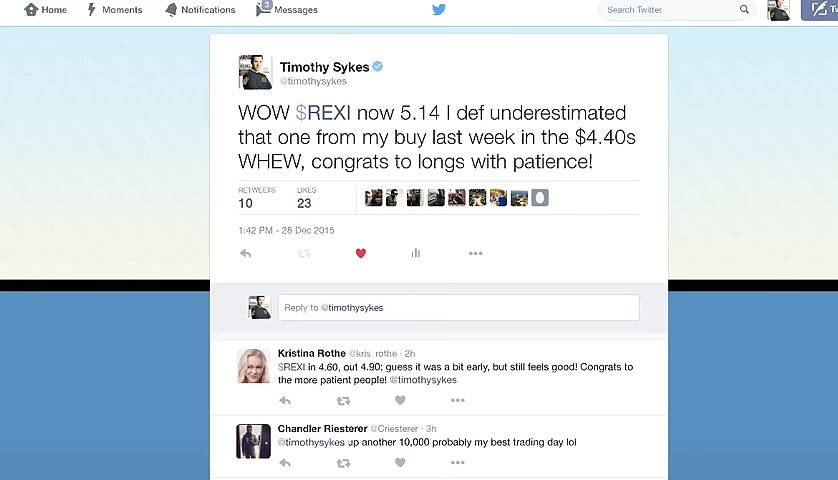 Home Moments Notifications 3 Messages Search Twitter
Timothy Sykes
@timothysykes
WOW $REXI now 5.14 I def underestimated
that one from my buy last week in the $4.40s
WHEW, congrats to longs with patience!
RETWEETS LIKES
10 23
1:42 PM - 28 Dec 2015
Reply to @timothysykes
Kristina Rothe @kris_rothe · 2h
$REXI in 4.60, out 4.90; guess it was a bit early, but still feels good! Congrats to
the more patient people! @timothysykes
Chandler Riesterer @Criesterer · 3h
@timothysykes up another 10,000 probably my best trading day lol